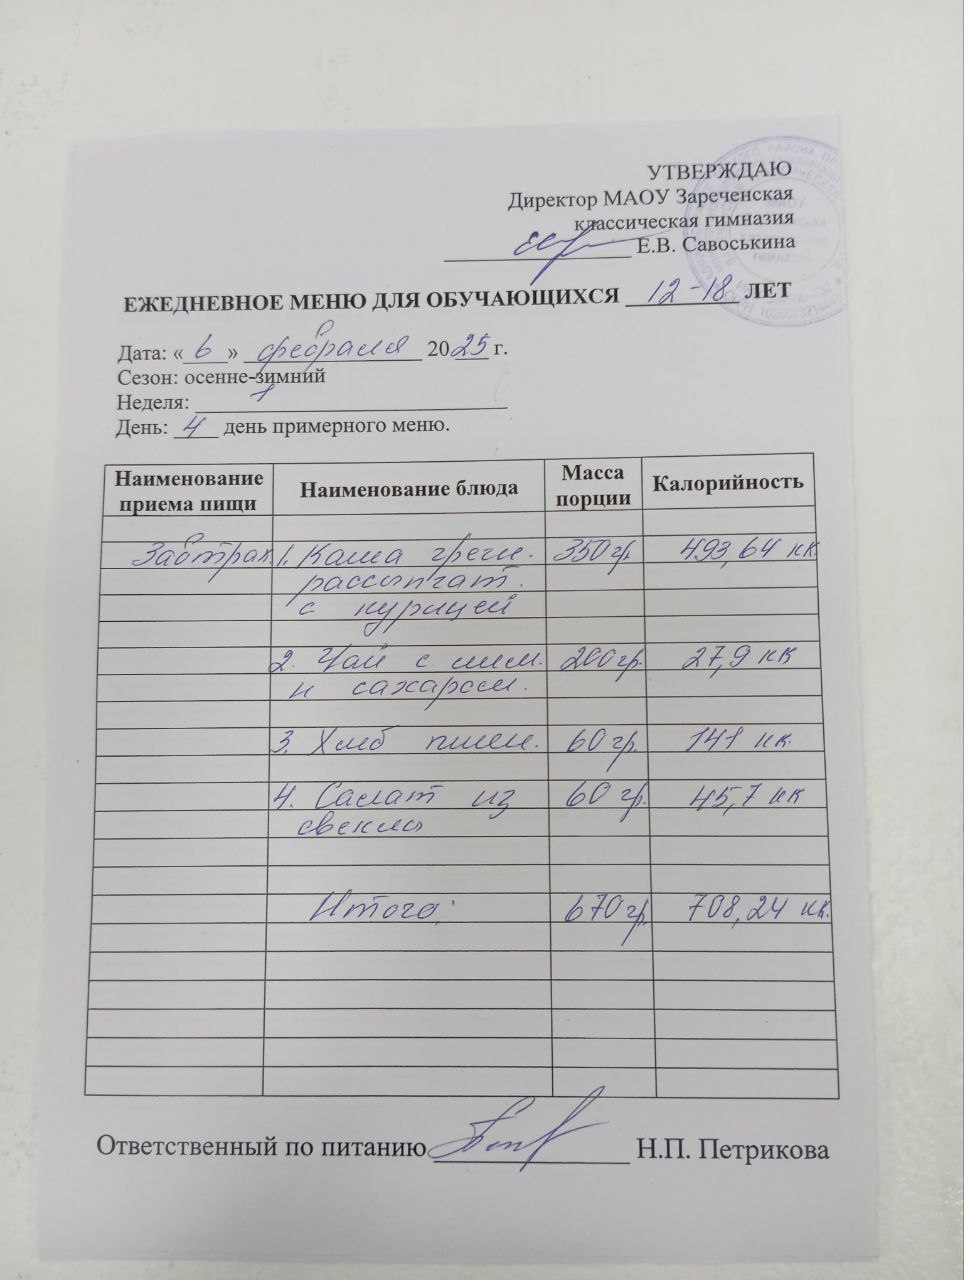 УТВЕРЖДАЮ
Директор МАОУ Зареченская
классическая гимназия
Е.В. Савоськина
ЕЖЕДНЕВНОЕ МЕНЮ ДЛЯ ОБУЧАЮЩИХСЯ 12-18 ЛЕТ
Дата: «6» февраля 2025 г.
Сезон: осенне-зимний
Неделя: 1
День: 4 день примерного меню.
Наименование приема пищи Наименование блюда Масса порции Калорийность
Завтрак 1. Каша греч. 350 гр. 493,64 кк.
рассыпчат.
с курицей
2. Чай с лим. 200 гр. 27,9 кк
и сахаром.
3. Хлеб пшен. 60 гр. 141 кк.
4. Салат из 60 гр. 45,7 кк
свеклы
Итого: 670 гр. 708,24 кк.
Ответственный по питанию Н.П. Петрикова